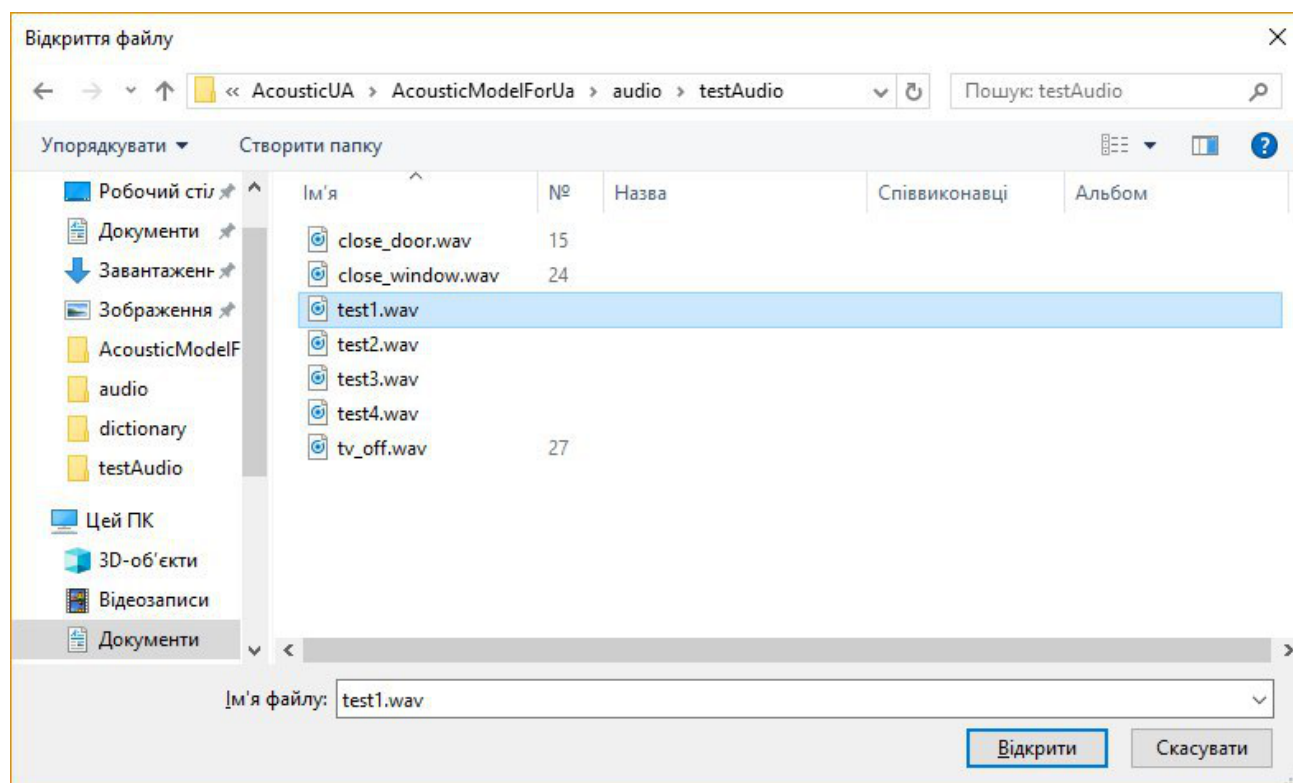 Відкриття файлу
« AcousticUA › AcousticModelForUa › audio › testAudio
Пошук: testAudio
Упорядкувати
Створити папку
Робочий стіл
Документи
Завантаженн
Зображення
AcousticModelF
audio
dictionary
testAudio
Цей ПК
3D-об'єкти
Відеозаписи
Документи
Ім'я № Назва Співвиконавці Альбом
close_door.wav 15
close_window.wav 24
test1.wav
test2.wav
test3.wav
test4.wav
tv_off.wav 27
Ім'я файлу: test1.wav
Відкрити Скасувати